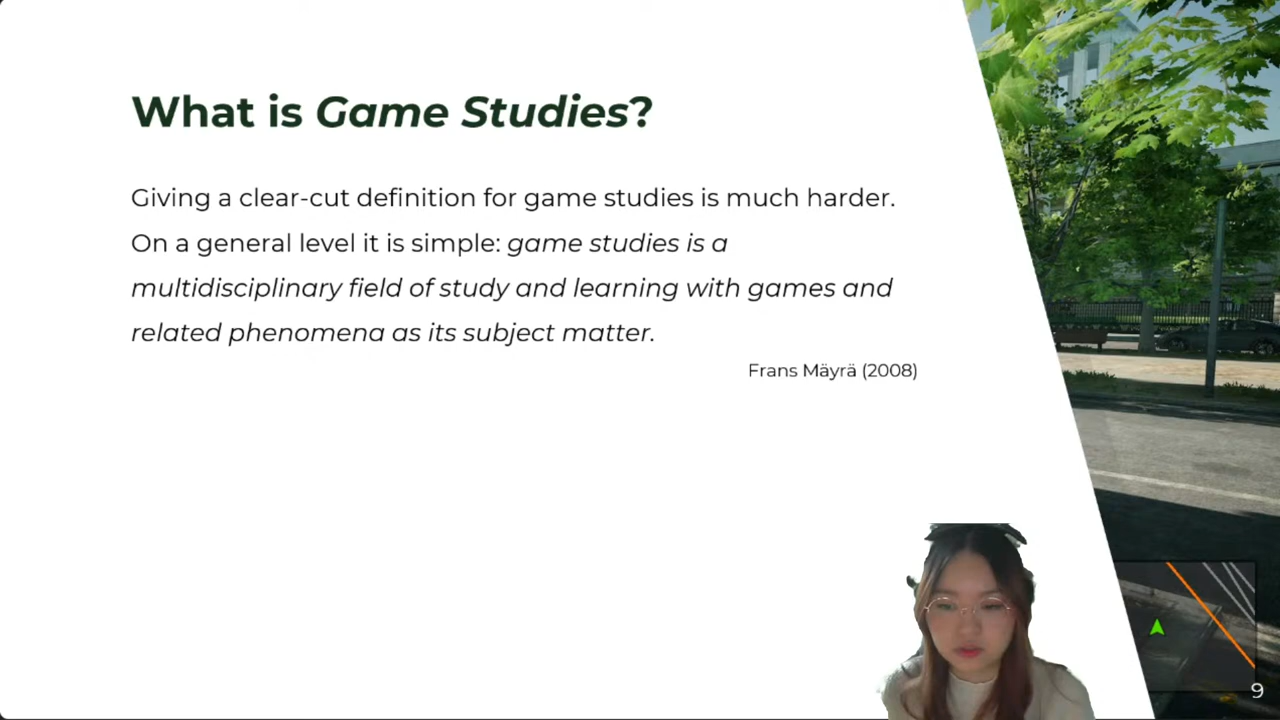 What is Game Studies?
Giving a clear-cut definition for game studies is much harder.
On a general level it is simple: game studies is a
multidisciplinary field of study and learning with games and
related phenomena as its subject matter.
Frans Mäyrä (2008)
9